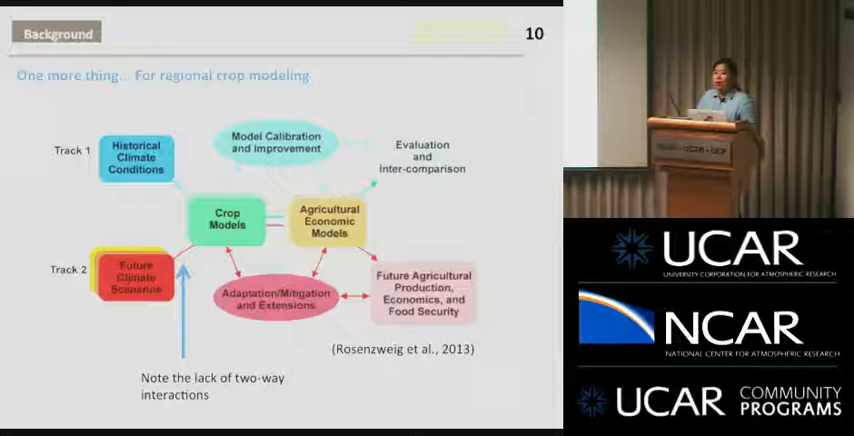 Background
10
One more thing... For regional crop modeling
Track 1
Historical
Climate
Conditions
Model Calibration
and Improvement
Evaluation
and
Inter-comparison
Crop
Models
Agricultural
Economic
Models
Track 2
Future
Climate
Scenarios
Adaptation/Mitigation
and Extensions
Future Agricultural
Production,
Economics, and
Food Security
(Rosenzweig et al., 2013)
Note the lack of two-way
interactions
UCAR
UNIVERSITY CORPORATION FOR ATMOSPHERIC RESEARCH
NCAR
NATIONAL CENTER FOR ATMOSPHERIC RESEARCH
UCAR COMMUNITY
PROGRAMS